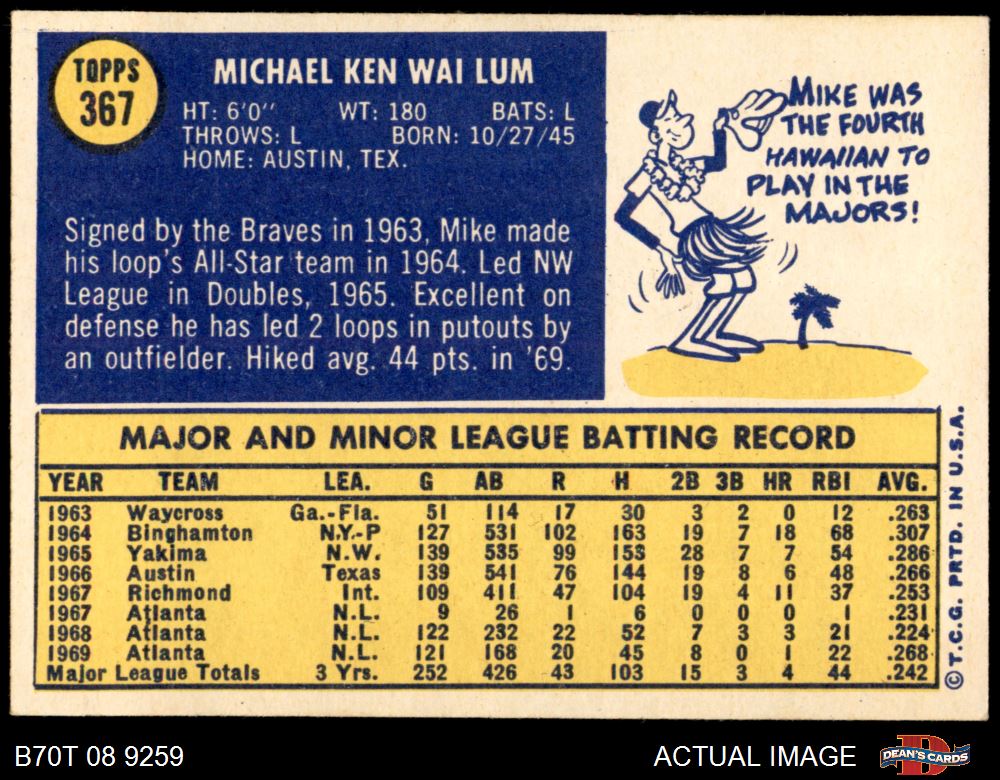 TOPPS
367
MICHAEL KEN WAI LUM
HT: 6'0" WT: 180 BATS: L
THROWS: L BORN: 10/27/45
HOME: AUSTIN, TEX.
Signed by the Braves in 1963, Mike made
his loop's All-Star team in 1964. Led NW
League in Doubles, 1965. Excellent on
defense he has led 2 loops in putouts by
an outfielder. Hiked avg. 44 pts. in '69.
MIKE WAS
THE FOURTH
HAWAIIAN TO
PLAY IN THE
MAJORS!
MAJOR AND MINOR LEAGUE BATTING RECORD
YEAR TEAM LEA. G AB R H 2B 3B HR RBI AVG.
1963 Waycross Ga.-Fla. 51 114 17 30 3 2 0 12 .263
1964 Binghamton N.Y.-P 127 531 102 163 19 7 18 68 .307
1965 Yakima N.W. 139 535 99 153 28 7 7 54 .286
1966 Austin Texas 139 541 76 144 19 8 6 48 .266
1967 Richmond Int. 109 411 47 104 19 4 11 37 .253
1967 Atlanta N.L. 9 26 1 6 0 0 0 1 .231
1968 Atlanta N.L. 122 232 22 52 7 3 3 21 .224
1969 Atlanta N.L. 121 168 20 45 8 0 1 22 .268
Major League Totals 3 Yrs. 252 426 43 103 15 3 4 44 .242
©T.C.G. PRTD. IN U.S.A.
B70T 08 9259 ACTUAL IMAGE
DEAN'S CARDS